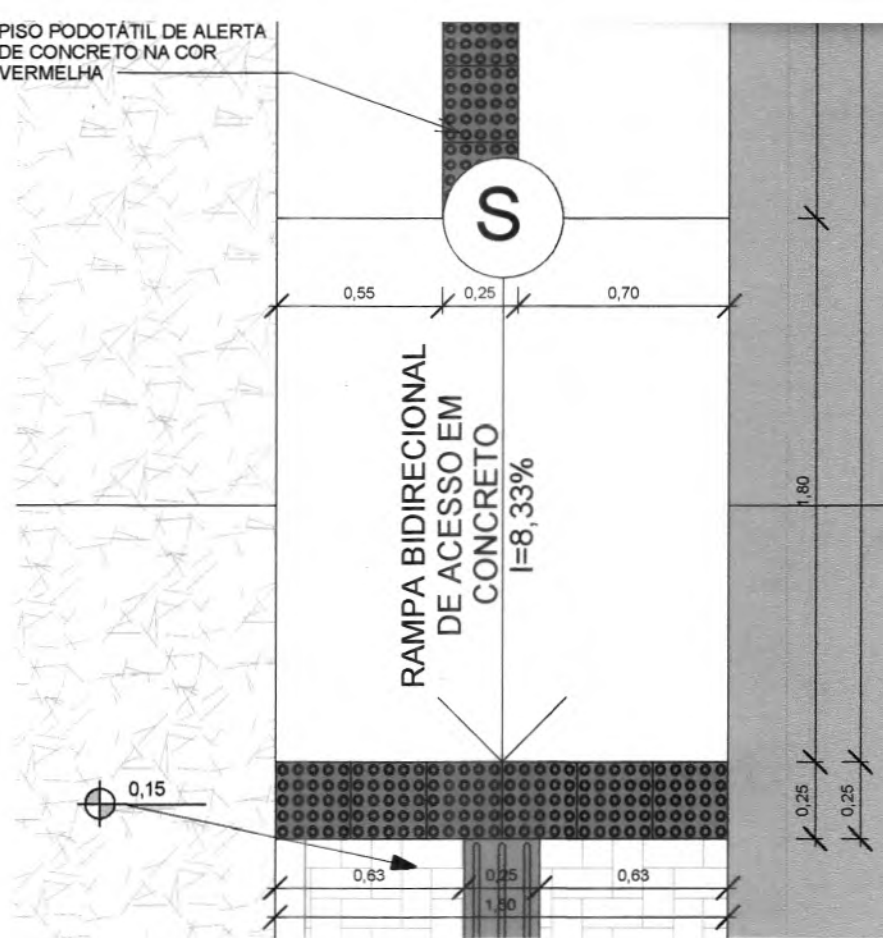 PISO PODOTÁTIL DE ALERTA
DE CONCRETO NA COR
VERMELHA
S
0,55
0,25
0,70
RAMPA BIDIRECIONAL
DE ACESSO EM
CONCRETO
I=8,33%
1,80
0,15
0,25
0,25
0,63
0,25
0,63
1,50